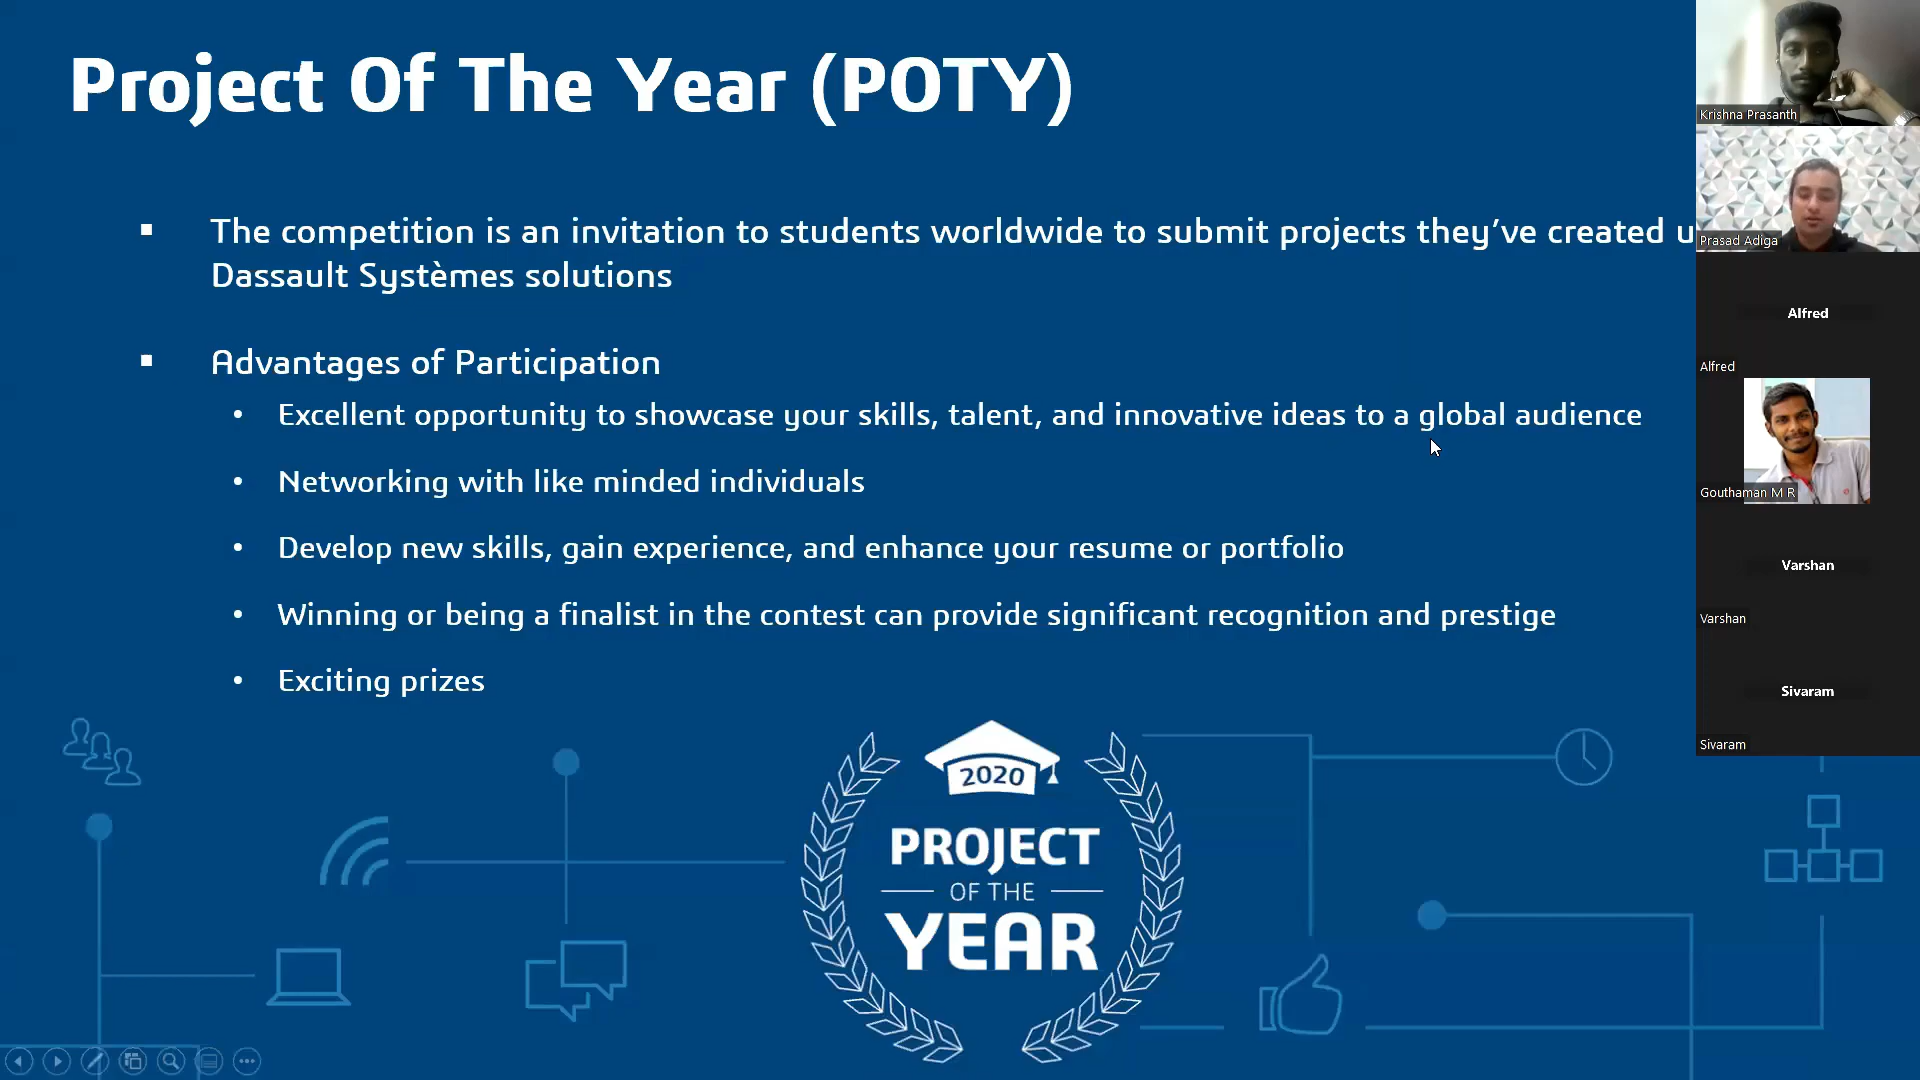 Project Of The Year (POTY)
The competition is an invitation to students worldwide to submit projects they’ve created u
Dassault Systèmes solutions
Advantages of Participation
Excellent opportunity to showcase your skills, talent, and innovative ideas to a global audience
Networking with like minded individuals
Develop new skills, gain experience, and enhance your resume or portfolio
Winning or being a finalist in the contest can provide significant recognition and prestige
Exciting prizes
2020
PROJECT
OF THE
YEAR
Krishna Prasanth
Prasad Adiga
Alfred
Alfred
Gouthaman M R
Varshan
Varshan
Sivaram
Sivaram